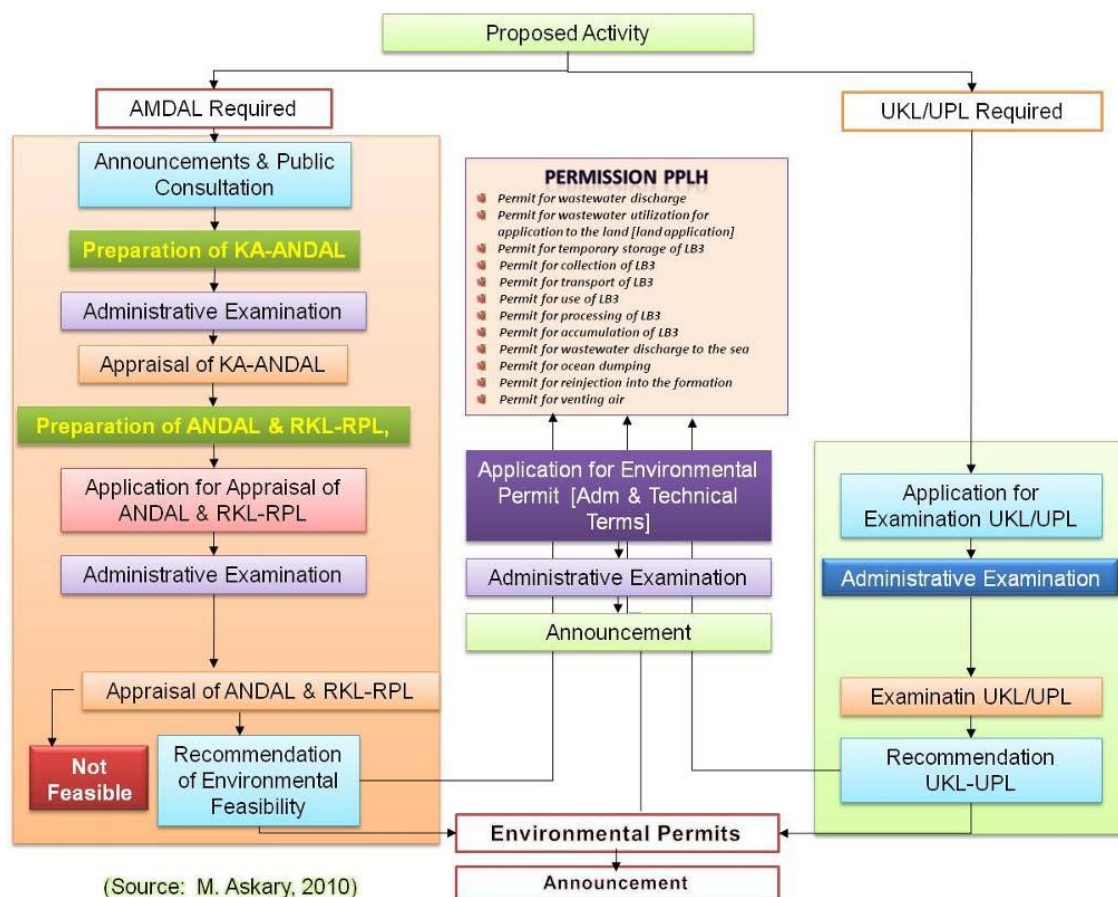 Proposed Activity
AMDAL Required
UKL/UPL Required
Announcements & Public
Consultation
Preparation of KA-ANDAL
Administrative Examination
Appraisal of KA-ANDAL
Preparation of ANDAL & RKL-RPL,
Application for Appraisal of
ANDAL & RKL-RPL
Administrative Examination
Appraisal of ANDAL & RKL-RPL
Not
Feasible
Recommendation
of Environmental
Feasibility
PERMISSION PPLH
Permit for wastewater discharge
Permit for wastewater utilization for
application to the land [land application]
Permit for temporary storage of LB3
Permit for collection of LB3
Permit for transport of LB3
Permit for use of LB3
Permit for processing of LB3
Permit for accumulation of LB3
Permit for wastewater discharge to the sea
Permit for ocean dumping
Permit for reinjection into the formation
Permit for venting air
Application for Environmental
Permit [Adm & Technical
Terms]
Administrative Examination
Announcement
Application for
Examination UKL/UPL
Administrative Examination
Examinatin UKL/UPL
Recommendation
UKL-UPL
Environmental Permits
Announcement
(Source: M. Askary, 2010)